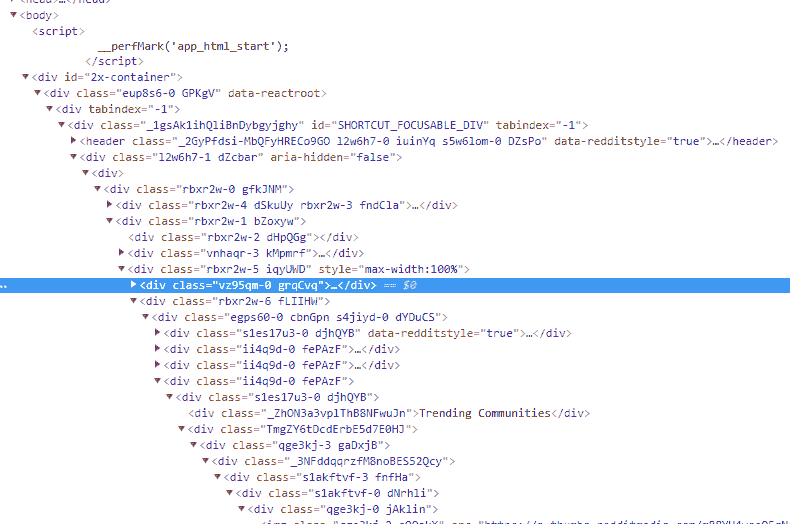 <body>
<script>
__perfMark('app_html_start');
</script>
<div id="2x-container">
<div class="eup8s6-0 GPKgV" data-reactroot>
<div tabindex="-1">
<div class="_1gsAk1ihQliBnDybgyjghy" id="SHORTCUT_FOCUSABLE_DIV" tabindex="-1">
<header class="_2GyPfdsi-MbQFyHRECo9GO l2w6h7-0 iuinYq s5w6lom-0 DZsPo" data-redditstyle="true">…</header>
<div class="l2w6h7-1 dZcbar" aria-hidden="false">
<div>
<div class="rbxr2w-0 gfkJNM">
<div class="rbxr2w-4 dSkuUy rbxr2w-3 fndCla">…</div>
<div class="rbxr2w-1 bZoxyw">
<div class="rbxr2w-2 dHpQGg"></div>
<div class="vnhaqr-3 kMpmrf">…</div>
<div class="rbxr2w-5 iqyUWD" style="max-width:100%">
<div class="vz95qm-0 grqCvq">…</div> == $0
<div class="rbxr2w-6 fLIIHW">
<div class="egps60-0 cbnGpn s4jiyd-0 dYDuCS">
<div class="s1es17u3-0 djhQYB" data-redditstyle="true">…</div>
<div class="ii4q9d-0 fePAzF">…</div>
<div class="ii4q9d-0 fePAzF">…</div>
<div class="ii4q9d-0 fePAzF">
<div class="s1es17u3-0 djhQYB">
<div class="_ZhON3a3vplThB8NFwuJn">Trending Communities</div>
<div class="TmgZY6tDcdErbE5d7E0HJ">
<div class="qge3kj-3 gaDxjB">
<div class="_3NFddqqrzfM8noBES52Qcy">
<div class="s1akftvf-3 fnfHa">
<div class="s1akftvf-0 dNrhli">
<div class="qge3kj-0 jAklin">